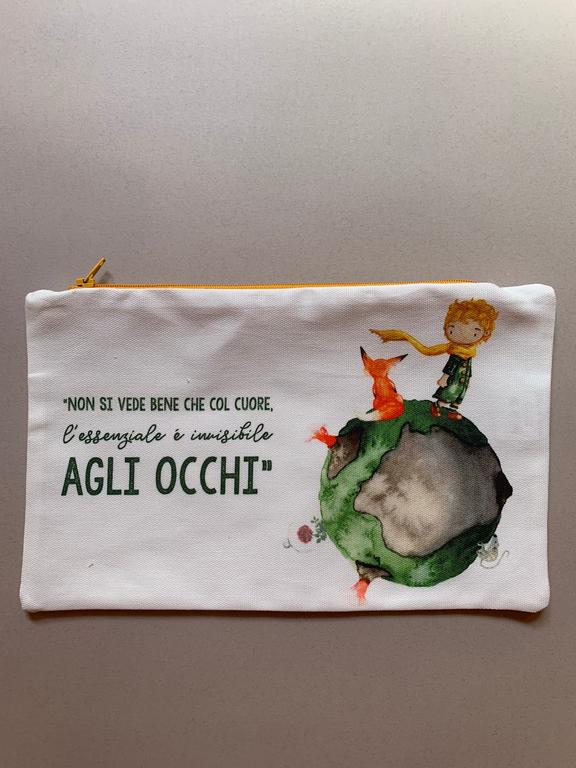 "NON SI VEDE BENE CHE COL CUORE,
l'essenziale é invisibile
AGLI OCCHI"